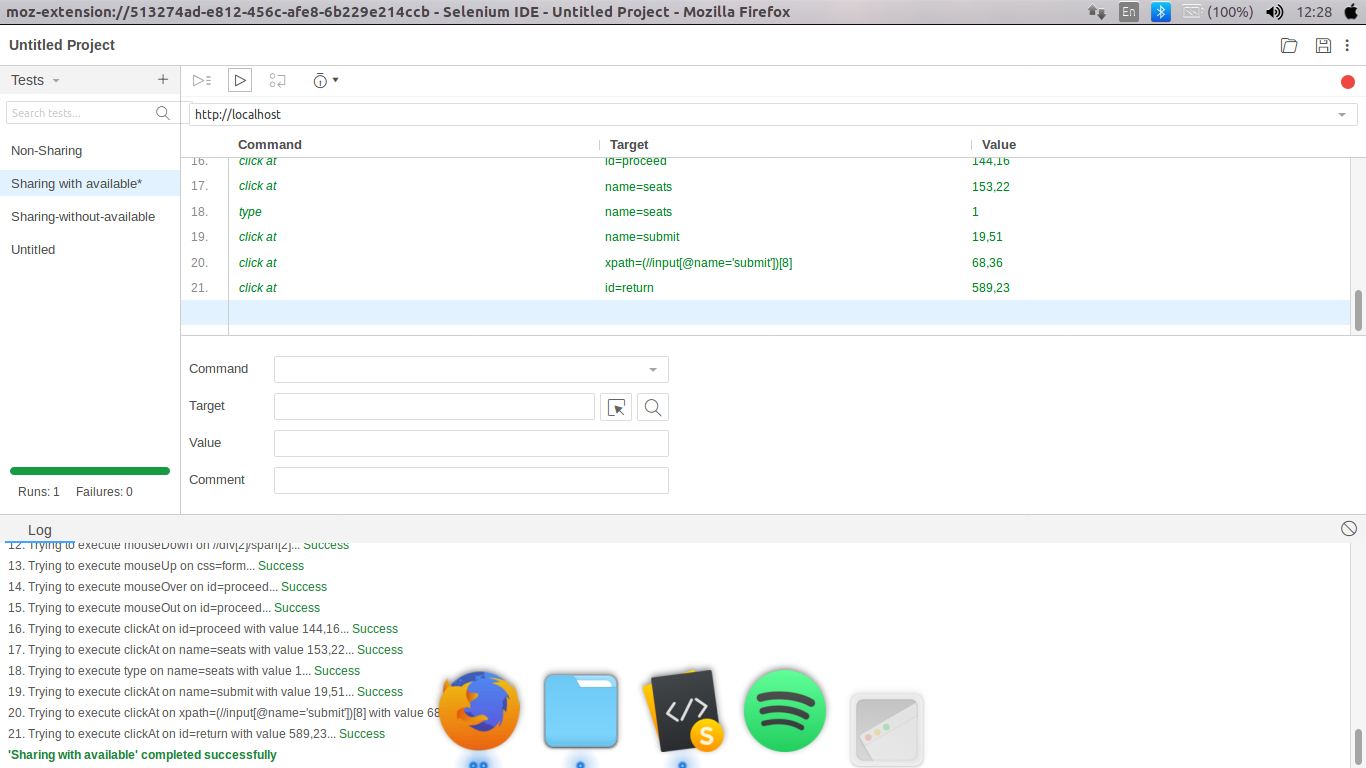 moz-extension://513274ad-e812-456c-afe8-6b229e214ccb - Selenium IDE - Untitled Project - Mozilla Firefox
En
(100%)
12:28
Untitled Project
Tests
+
Search tests...
http://localhost
Non-Sharing
Sharing with available*
Sharing-without-available
Untitled
Runs: 1 Failures: 0
Command Target Value
16. click at id=proceed 144,16
17. click at name=seats 153,22
18. type name=seats 1
19. click at name=submit 19,51
20. click at xpath=(//input[@name='submit'])[8] 68,36
21. click at id=return 589,23
Command
Target
Value
Comment
Log
12. Trying to execute mouseDown on //div[2]/span[2]... Success
13. Trying to execute mouseUp on css=form... Success
14. Trying to execute mouseOver on id=proceed... Success
15. Trying to execute mouseOut on id=proceed... Success
16. Trying to execute clickAt on id=proceed with value 144,16... Success
17. Trying to execute clickAt on name=seats with value 153,22... Success
18. Trying to execute type on name=seats with value 1... Success
19. Trying to execute clickAt on name=submit with value 19,51... Success
20. Trying to execute clickAt on xpath=(//input[@name='submit'])[8] with value 68
21. Trying to execute clickAt on id=return with value 589,23... Success
'Sharing with available' completed successfully
</>
S